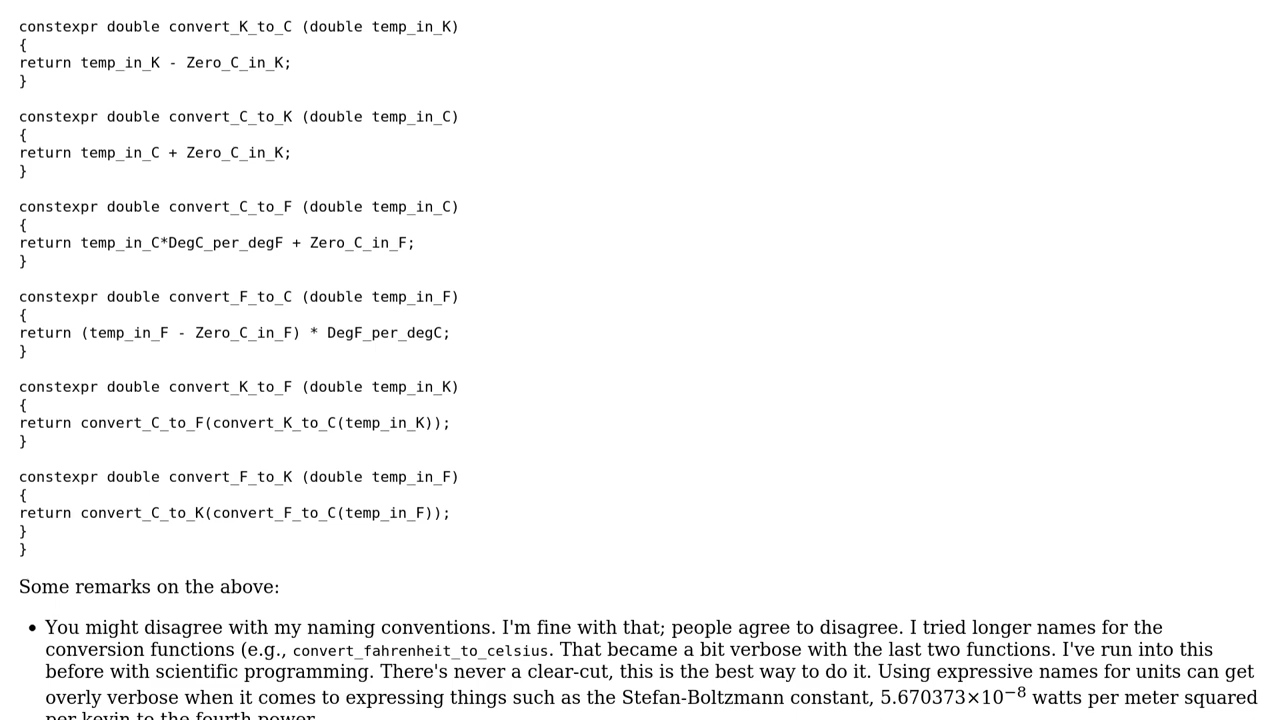 constexpr double convert_K_to_C (double temp_in_K)
{
return temp_in_K - Zero_C_in_K;
}
constexpr double convert_C_to_K (double temp_in_C)
{
return temp_in_C + Zero_C_in_K;
}
constexpr double convert_C_to_F (double temp_in_C)
{
return temp_in_C*DegC_per_degF + Zero_C_in_F;
}
constexpr double convert_F_to_C (double temp_in_F)
{
return (temp_in_F - Zero_C_in_F) * DegF_per_degC;
}
constexpr double convert_K_to_F (double temp_in_K)
{
return convert_C_to_F(convert_K_to_C(temp_in_K));
}
constexpr double convert_F_to_K (double temp_in_F)
{
return convert_C_to_K(convert_F_to_C(temp_in_F));
}
}
Some remarks on the above:
• You might disagree with my naming conventions. I'm fine with that; people agree to disagree. I tried longer names for the
conversion functions (e.g., convert_fahrenheit_to_celsius. That became a bit verbose with the last two functions. I've run into this
before with scientific programming. There's never a clear-cut, this is the best way to do it. Using expressive names for units can get
overly verbose when it comes to expressing things such as the Stefan-Boltzmann constant, 5.670373×10⁻⁸ watts per meter squared
per kevin to the fourth power.